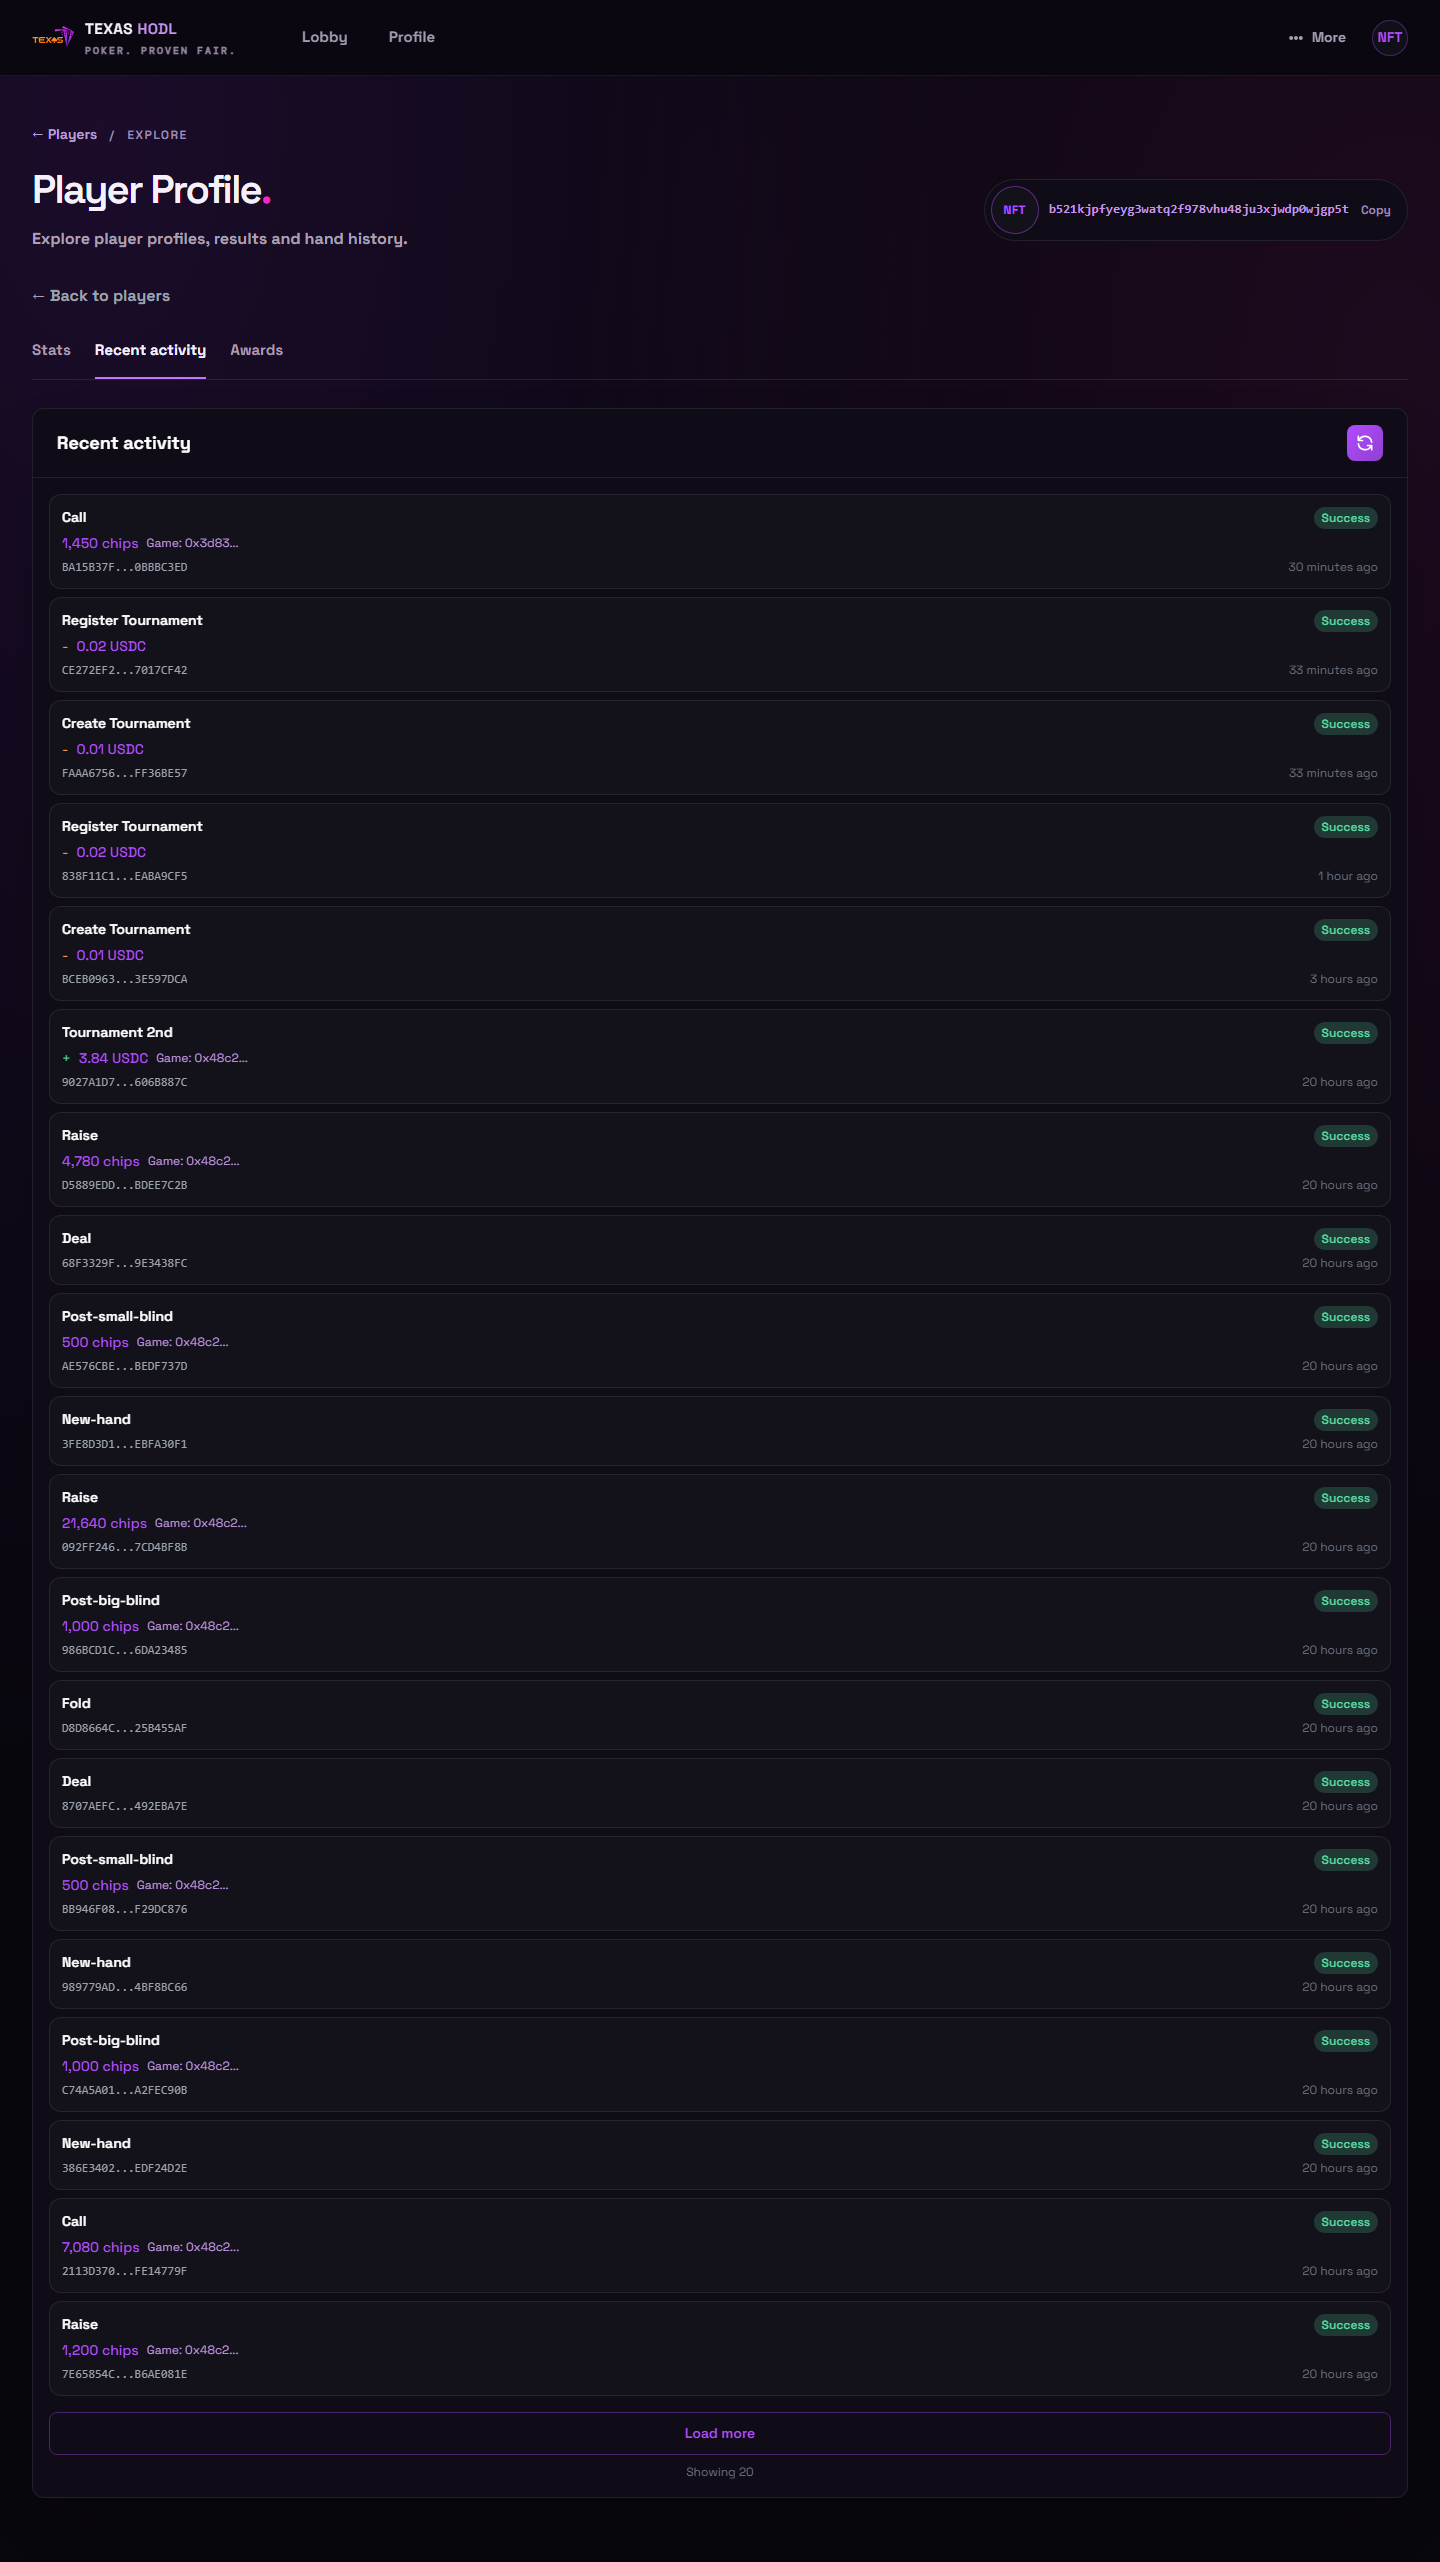 TEXAS
TEXAS HODL
POKER. PROVEN FAIR.
Lobby
Profile
••• More
NFT
← Players / EXPLORE
Player Profile.
NFT
b521kjpfyeyg3watq2f978vhu48ju3xjwdp0wjgp5t
Copy
Explore player profiles, results and hand history.
← Back to players
Stats
Recent activity
Awards
Recent activity
Call
Success
1,450 chips Game: 0x3d83...
BA15B37F...0BBBC3ED
30 minutes ago
Register Tournament
Success
- 0.02 USDC
CE272EF2...7017CF42
33 minutes ago
Create Tournament
Success
- 0.01 USDC
FAAA6756...FF36BE57
33 minutes ago
Register Tournament
Success
- 0.02 USDC
838F11C1...EABA9CF5
1 hour ago
Create Tournament
Success
- 0.01 USDC
BCEB0963...3E597DCA
3 hours ago
Tournament 2nd
Success
+ 3.84 USDC Game: 0x48c2...
9027A1D7...606B887C
20 hours ago
Raise
Success
4,780 chips Game: 0x48c2...
D5889EDD...BDEE7C2B
20 hours ago
Deal
Success
68F3329F...9E3438FC
20 hours ago
Post-small-blind
Success
500 chips Game: 0x48c2...
AE576CBE...BEDF737D
20 hours ago
New-hand
Success
3FE8D3D1...EBFA30F1
20 hours ago
Raise
Success
21,640 chips Game: 0x48c2...
092FF246...7CD4BF8B
20 hours ago
Post-big-blind
Success
1,000 chips Game: 0x48c2...
986BCD1C...6DA23485
20 hours ago
Fold
Success
D8D8664C...25B455AF
20 hours ago
Deal
Success
8707AEFC...492EBA7E
20 hours ago
Post-small-blind
Success
500 chips Game: 0x48c2...
BB946F08...F29DC876
20 hours ago
New-hand
Success
989779AD...4BF8BC66
20 hours ago
Post-big-blind
Success
1,000 chips Game: 0x48c2...
C74A5A01...A2FEC90B
20 hours ago
New-hand
Success
386E3402...EDF24D2E
20 hours ago
Call
Success
7,080 chips Game: 0x48c2...
2113D370...FE14779F
20 hours ago
Raise
Success
1,200 chips Game: 0x48c2...
7E65854C...B6AE081E
20 hours ago
Load more
Showing 20